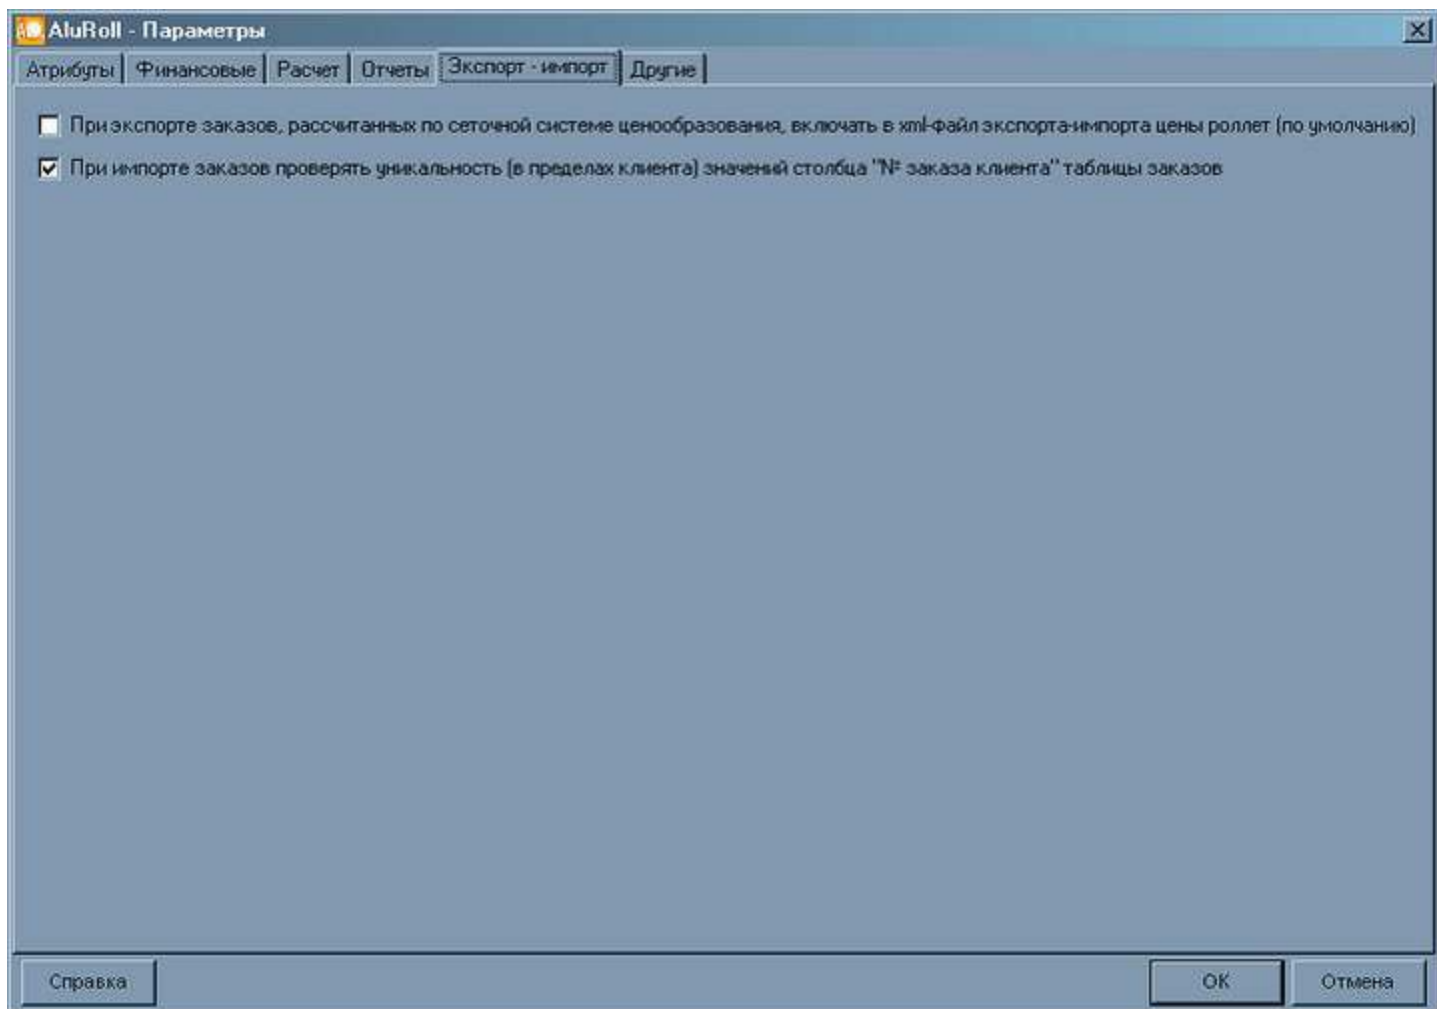 AluRoll - Параметры
Атрибуты Финансовые Расчет Отчеты Экспорт - импорт Другие
При экспорте заказов, рассчитанных по сеточной системе ценообразования, включать в xml-файл экспорта-импорта цены роллет (по умолчанию)
При импорте заказов проверять уникальность (в пределах клиента) значений столбца "№ заказа клиента" таблицы заказов
Справка OK Отмена